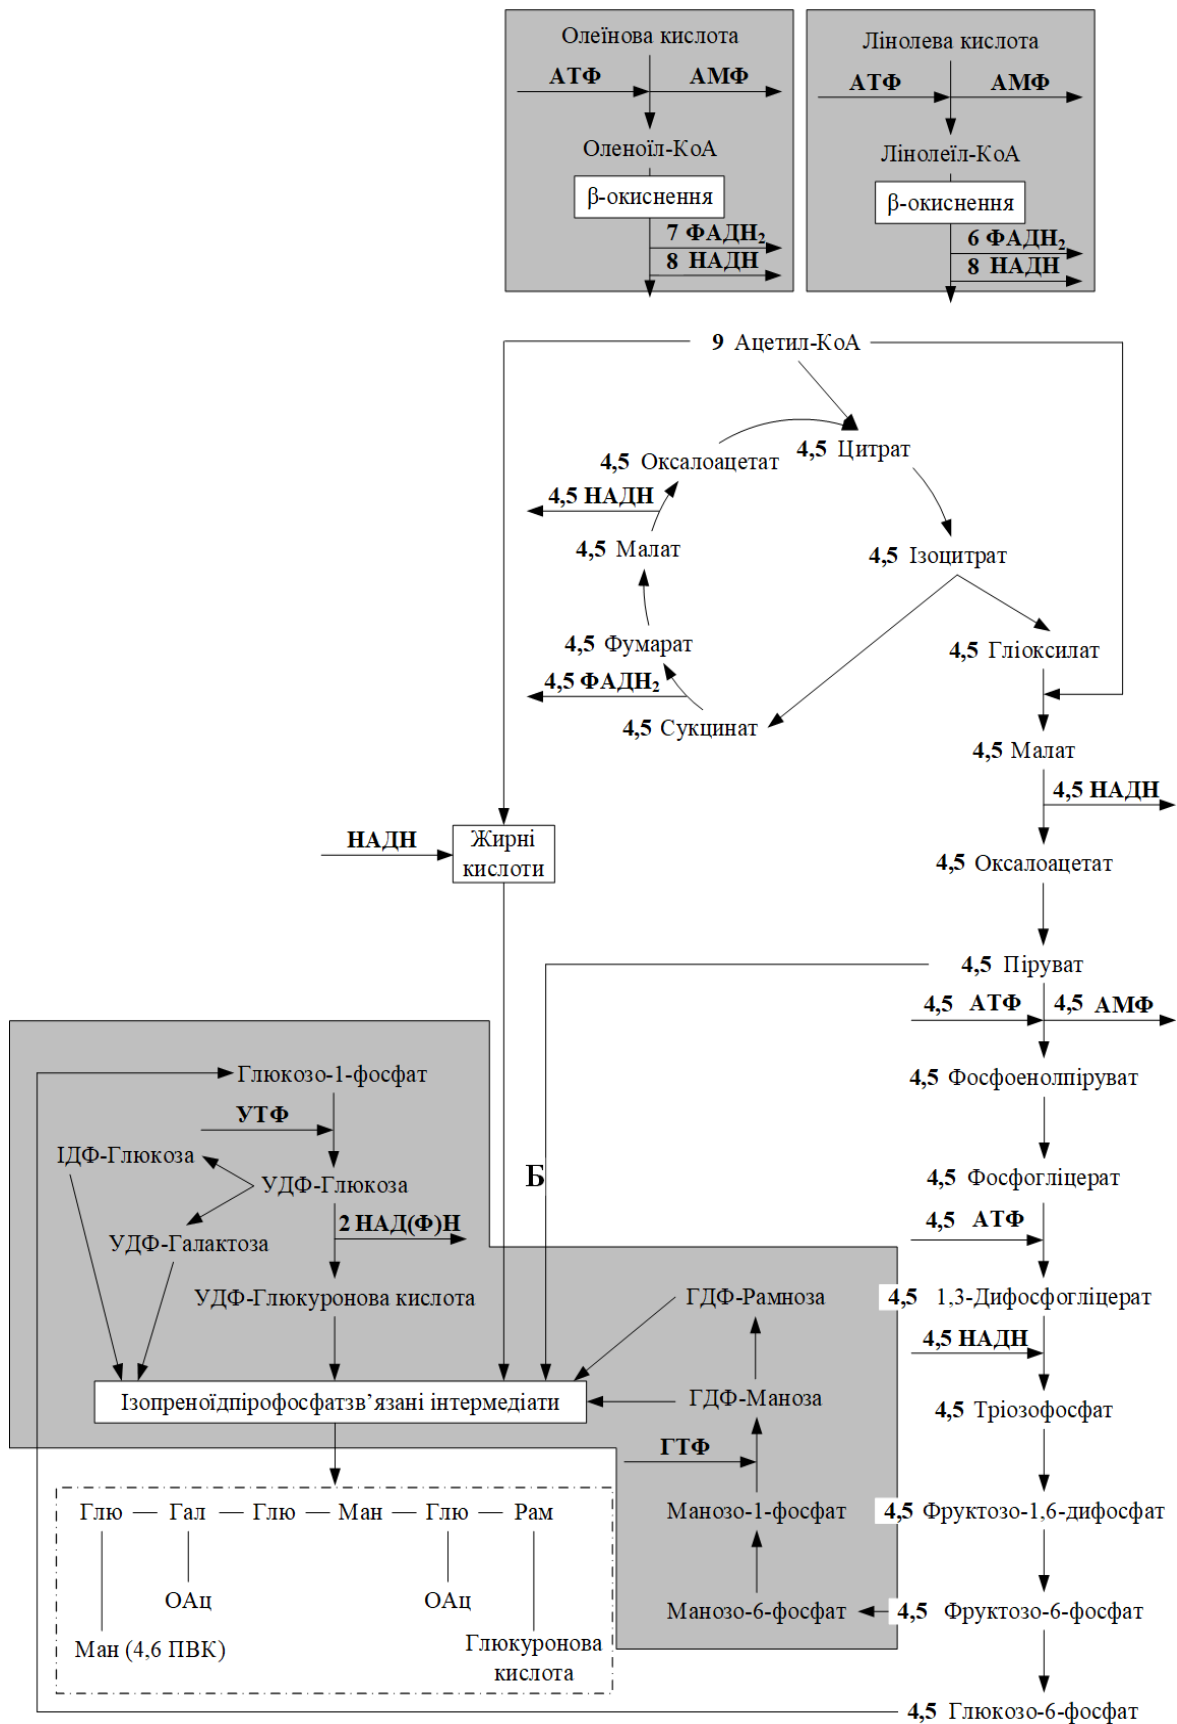 Олеїнова кислота
АТФ
АМФ
Оленоїл-КоА
β-окиснення
7 ФАДН₂
8 НАДН
Лінолева кислота
АТФ
АМФ
Лінолеїл-КоА
β-окиснення
6 ФАДН₂
8 НАДН
9 Ацетил-КоА
4,5 Оксалоацетат
4,5 Цитрат
4,5 НАДН
4,5 Малат
4,5 Ізоцитрат
4,5 Фумарат
4,5 Гліоксилат
4,5 ФАДН₂
4,5 Сукцинат
4,5 Малат
4,5 НАДН
НАДН
Жирні
кислоти
4,5 Оксалоацетат
4,5 Піруват
4,5 АТФ
4,5 АМФ
4,5 Фосфоенолпіруват
Глюкозо-1-фосфат
УТФ
ІДФ-Глюкоза
УДФ-Глюкоза
Б
4,5 Фосфогліцерат
2 НАД(Ф)Н
4,5 АТФ
УДФ-Галактоза
УДФ-Глюкуронова кислота
ГДФ-Рамноза
4,5 1,3-Дифосфогліцерат
4,5 НАДН
Ізопреноїдпірофосфатзв’язані інтермедіати
ГДФ-Маноза
4,5 Тріозофосфат
ГТФ
Манозо-1-фосфат
4,5 Фруктозо-1,6-дифосфат
Глю — Гал — Глю — Ман — Глю — Рам
ОАц
ОАц
Манозо-6-фосфат
4,5 Фруктозо-6-фосфат
Ман (4,6 ПВК)
Глюкуронова
кислота
4,5 Глюкозо-6-фосфат